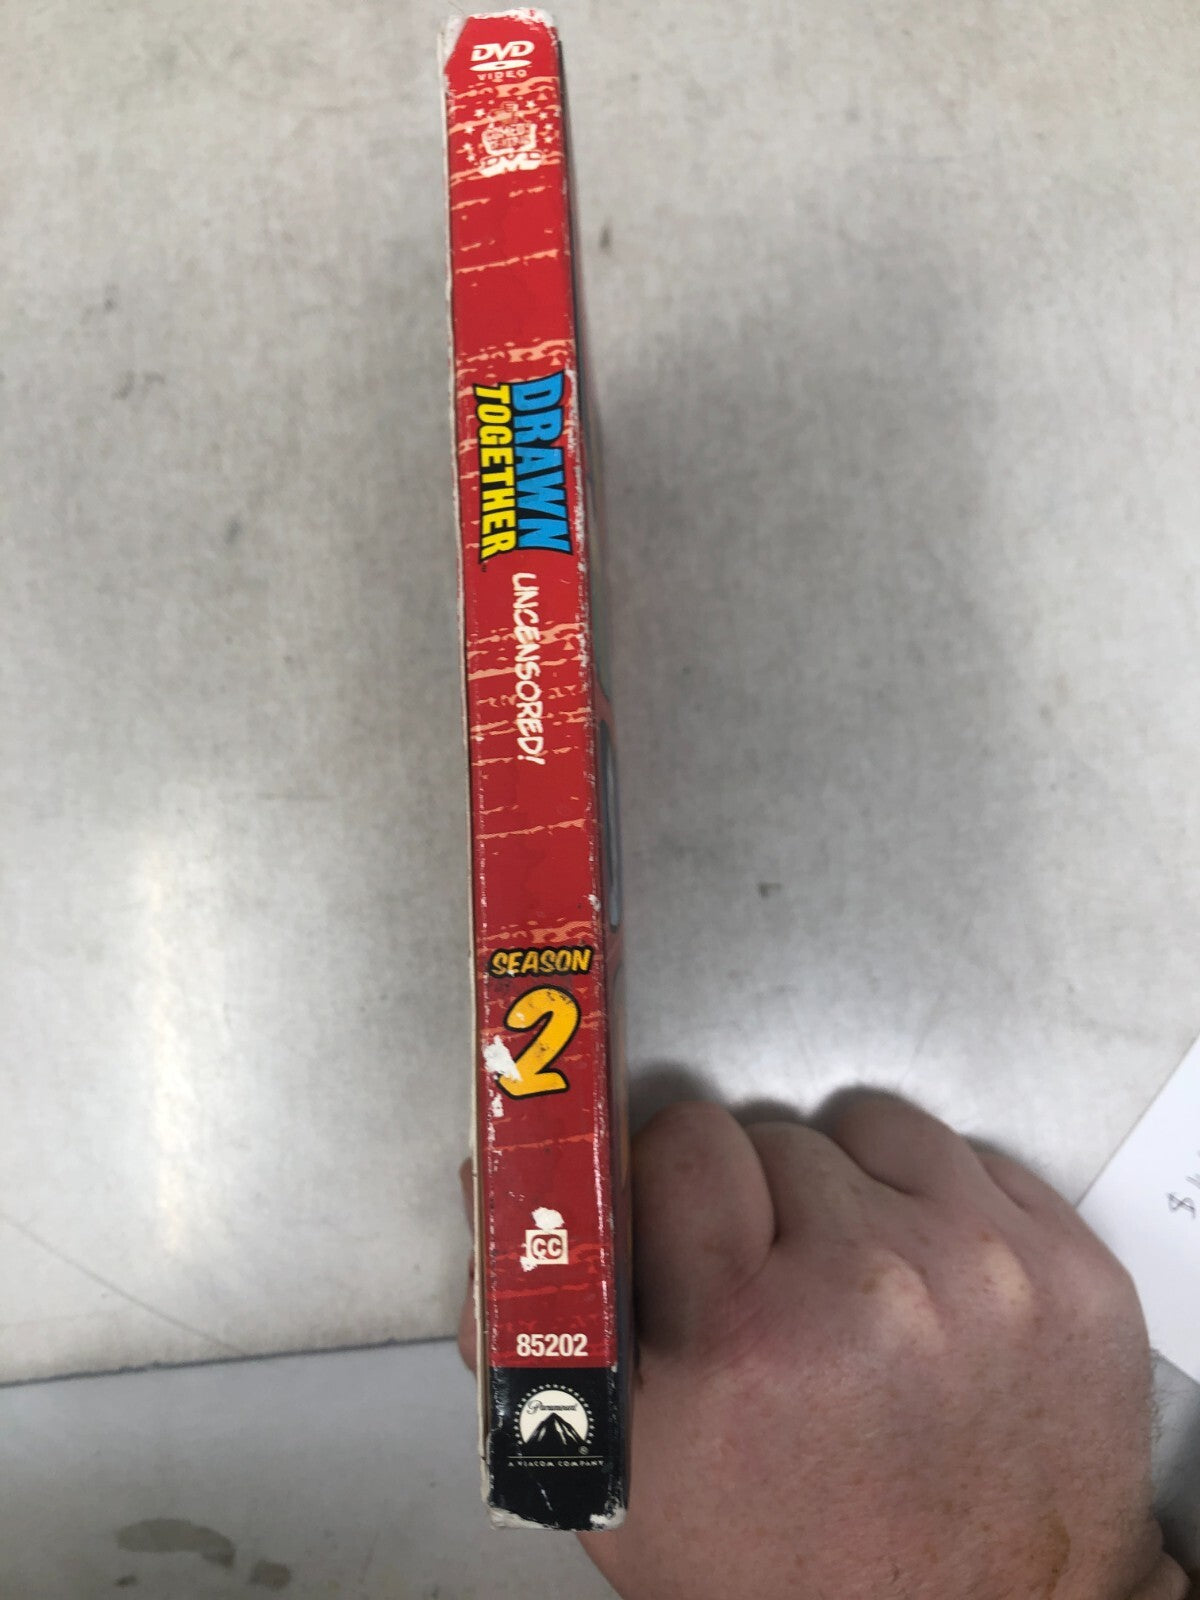 DVD
VIDEO
DRAWN
TOGETHER
UNCENSORED!
SEASON
2
CC
85202
Paramount
A VIACOM COMPANY
$